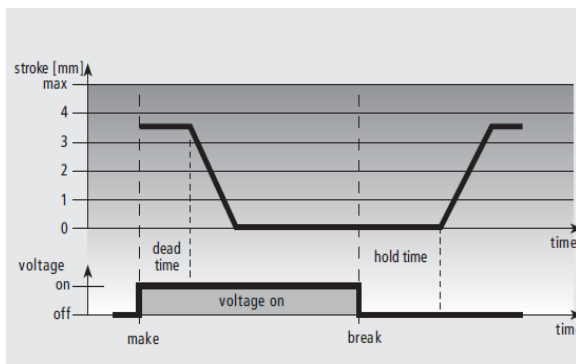 stroke [mm]
max
4
3
2
1
0
time
dead
time
hold time
voltage
on
voltage on
off
time
make
break